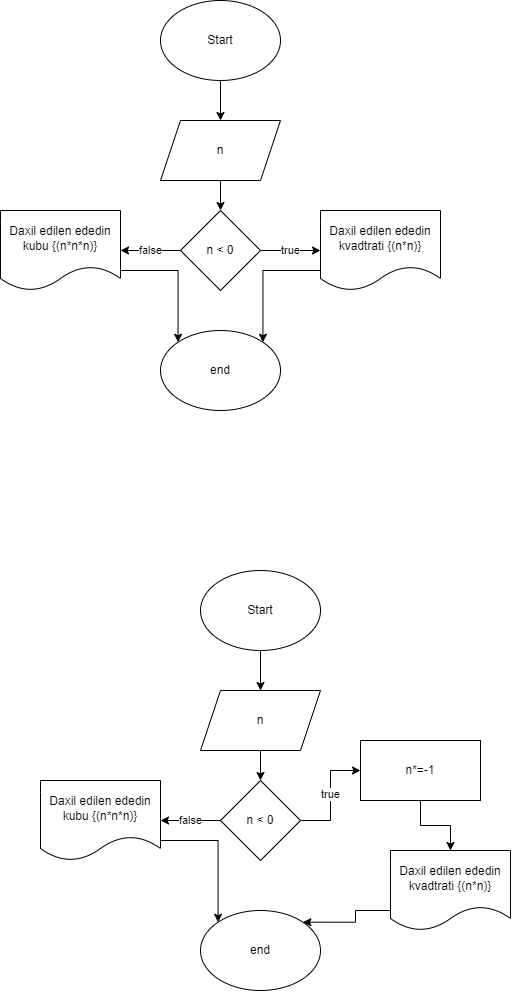 Start
n
Daxil edilen ededin
kubu {(n*n*n)}
false
n < 0
true
Daxil edilen ededin
kvadtrati {(n*n)}
end
Start
n
n*=-1
true
Daxil edilen ededin
kubu {(n*n*n)}
false
n < 0
Daxil edilen ededin
kvadtrati {(n*n)}
end